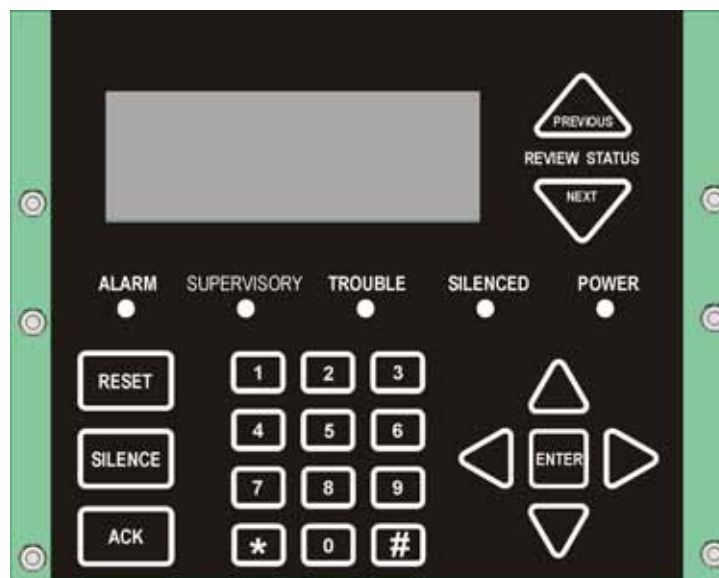 PREVIOUS
REVIEW STATUS
NEXT
ALARM SUPERVISORY TROUBLE SILENCED POWER
RESET 1 2 3
SILENCE 4 5 6 ENTER
7 8 9
ACK * 0 #